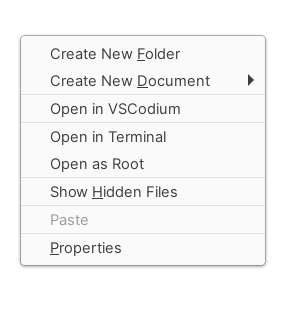 Create New Folder
Create New Document
Open in VSCodium
Open in Terminal
Open as Root
Show Hidden Files
Paste
Properties